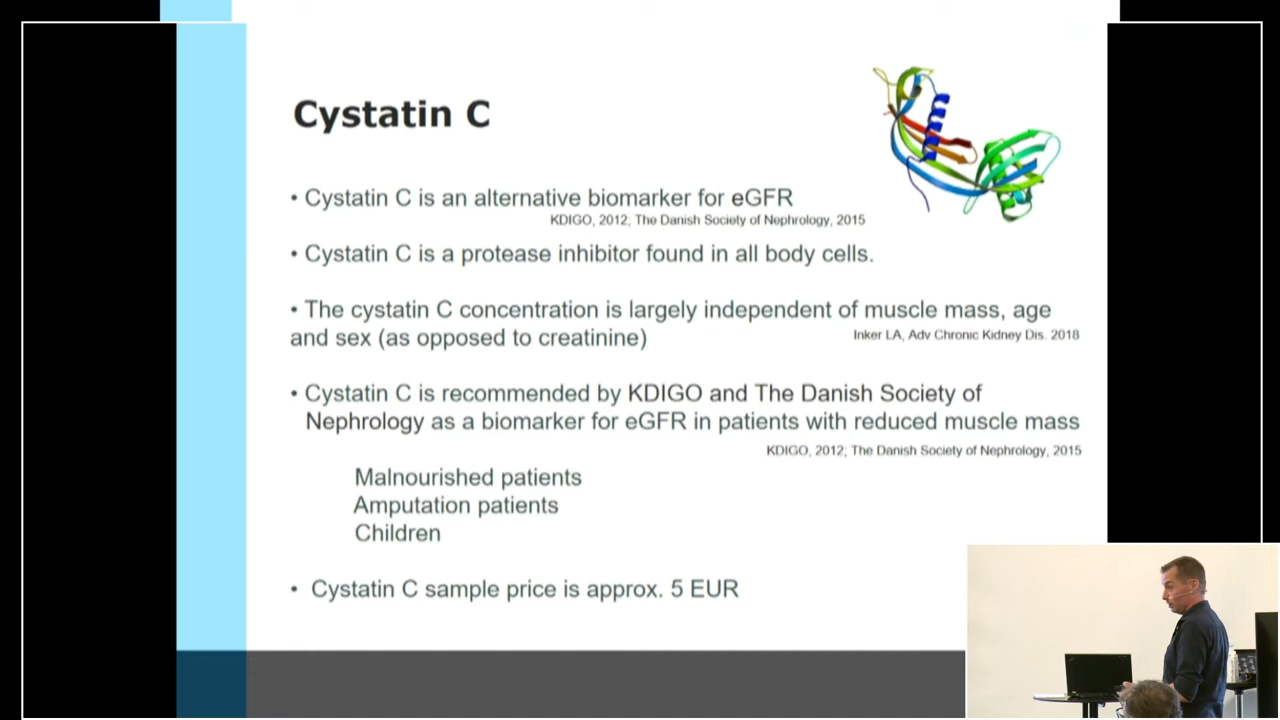 Cystatin C
• Cystatin C is an alternative biomarker for eGFR
KDIGO, 2012, The Danish Society of Nephrology, 2015
• Cystatin C is a protease inhibitor found in all body cells.
• The cystatin C concentration is largely independent of muscle mass, age
and sex (as opposed to creatinine)
Inker LA, Adv Chronic Kidney Dis. 2018
• Cystatin C is recommended by KDIGO and The Danish Society of
Nephrology as a biomarker for eGFR in patients with reduced muscle mass
KDIGO, 2012; The Danish Society of Nephrology, 2015
Malnourished patients
Amputation patients
Children
• Cystatin C sample price is approx. 5 EUR